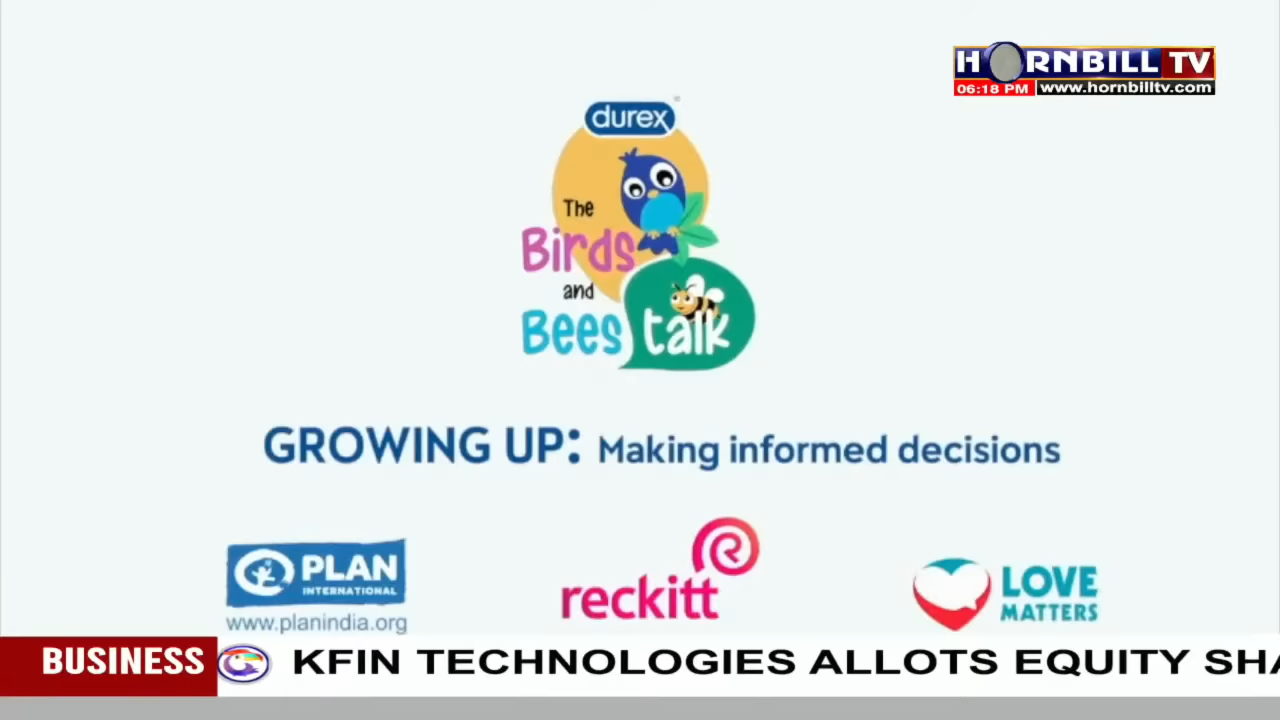 HORNBILL TV
06:18 PM www.hornbilltv.com
durex
The
Birds
and
Bees talk
GROWING UP: Making informed decisions
PLAN
INTERNATIONAL
www.planindia.org
reckitt
LOVE
MATTERS
BUSINESS KFIN TECHNOLOGIES ALLOTS EQUITY SHA